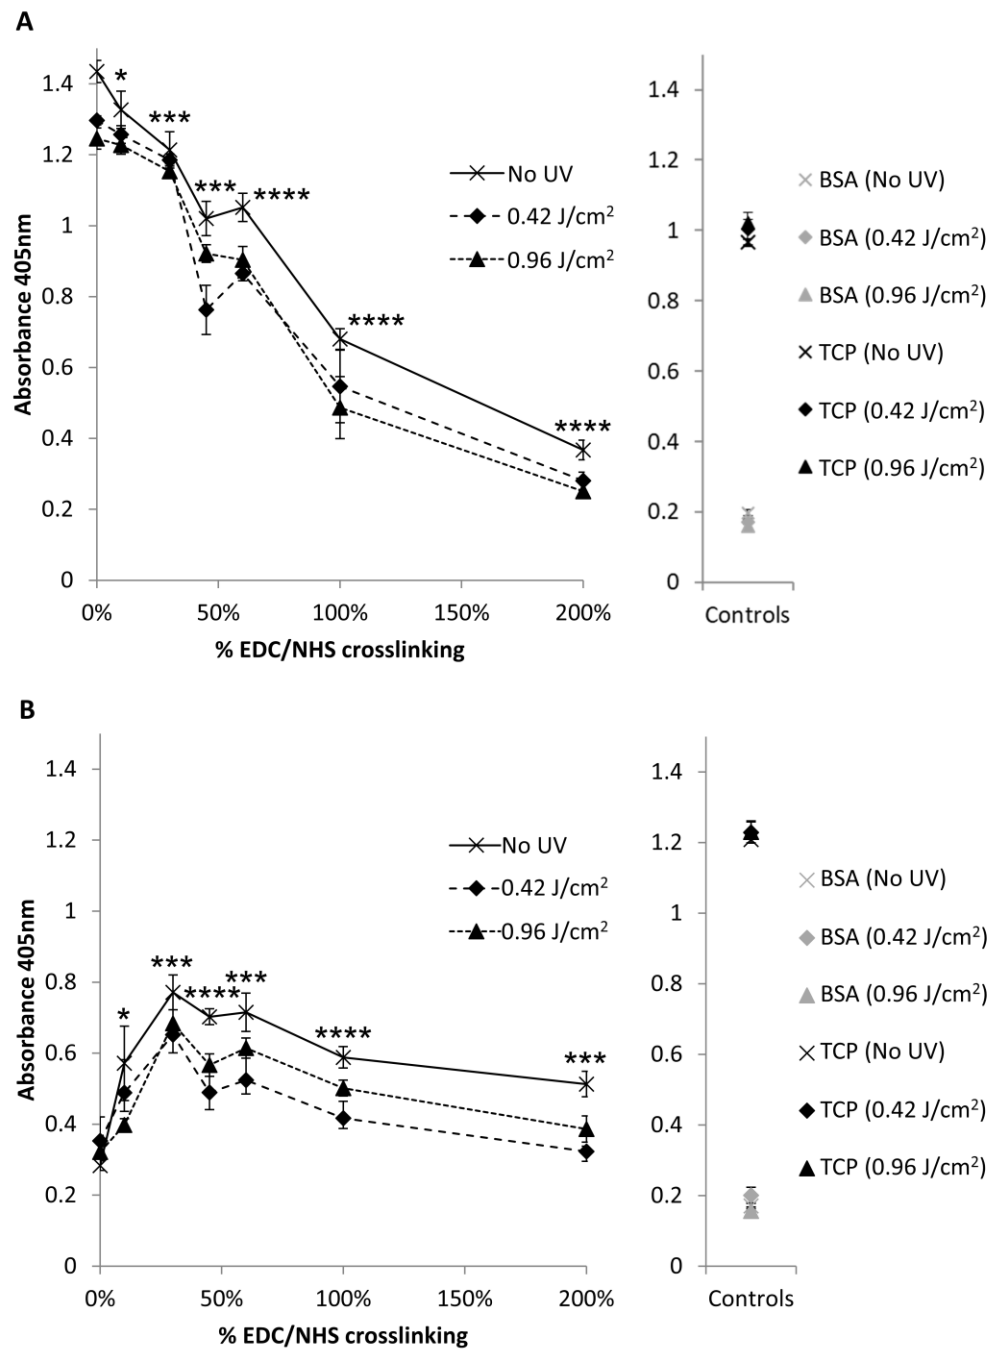 A
1.4
1.2
1
0.8
0.6
0.4
0.2
0
Absorbance 405nm
0% 50% 100% 150% 200%
% EDC/NHS crosslinking
*
***
***
****
****
****
No UV
0.42 J/cm²
0.96 J/cm²
1.4
1.2
1
0.8
0.6
0.4
0.2
0
Controls
BSA (No UV)
BSA (0.42 J/cm²)
BSA (0.96 J/cm²)
TCP (No UV)
TCP (0.42 J/cm²)
TCP (0.96 J/cm²)
B
1.4
1.2
1
0.8
0.6
0.4
0.2
0
Absorbance 405nm
0% 50% 100% 150% 200%
% EDC/NHS crosslinking
*
***
****
***
****
***
No UV
0.42 J/cm²
0.96 J/cm²
1.4
1.2
1
0.8
0.6
0.4
0.2
0
Controls
BSA (No UV)
BSA (0.42 J/cm²)
BSA (0.96 J/cm²)
TCP (No UV)
TCP (0.42 J/cm²)
TCP (0.96 J/cm²)